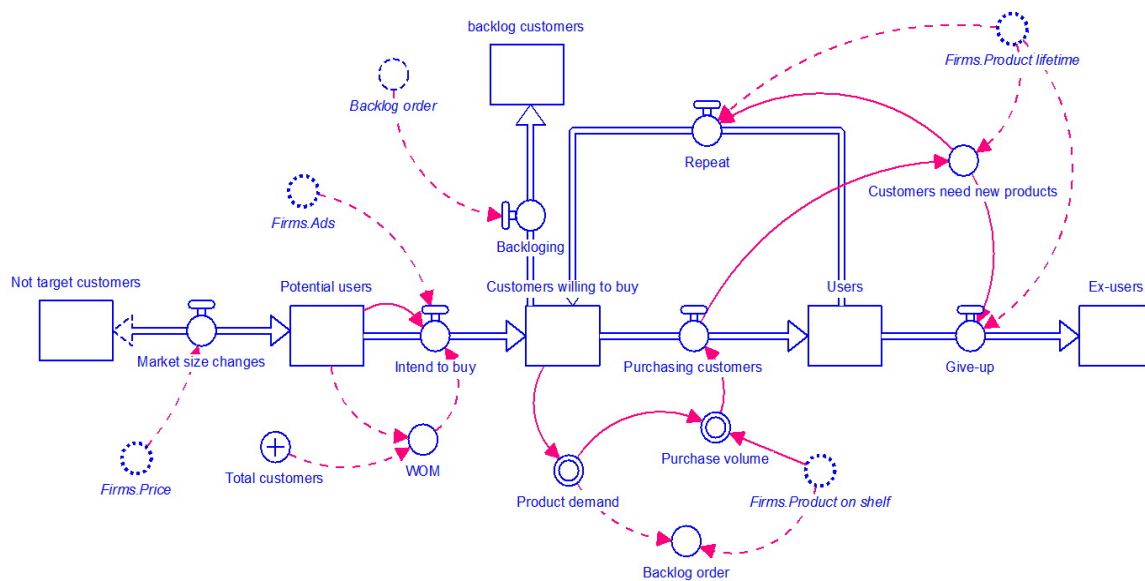 backlog customers
Firms.Product lifetime
Backlog order
Repeat
Customers need new products
Firms.Ads
Backloging
Not target customers
Potential users
Customers willing to buy
Users
Ex-users
Market size changes
Intend to buy
Purchasing customers
Give-up
Firms.Price
Total customers
WOM
Purchase volume
Product demand
Firms.Product on shelf
Backlog order